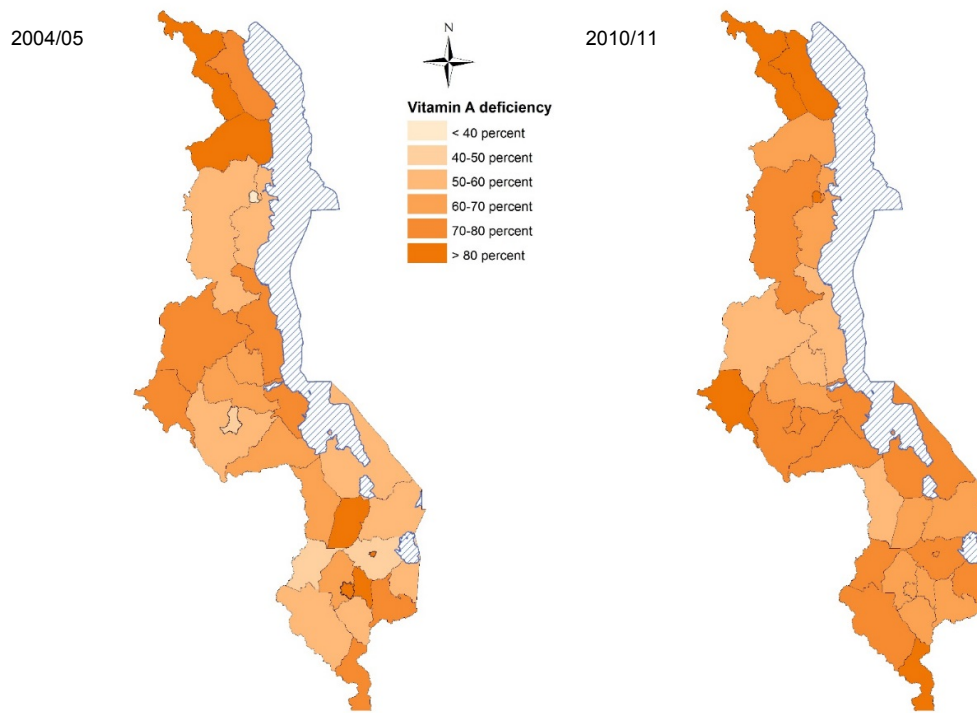 2004/05
2010/11
N
Vitamin A deficiency
< 40 percent
40-50 percent
50-60 percent
60-70 percent
70-80 percent
> 80 percent